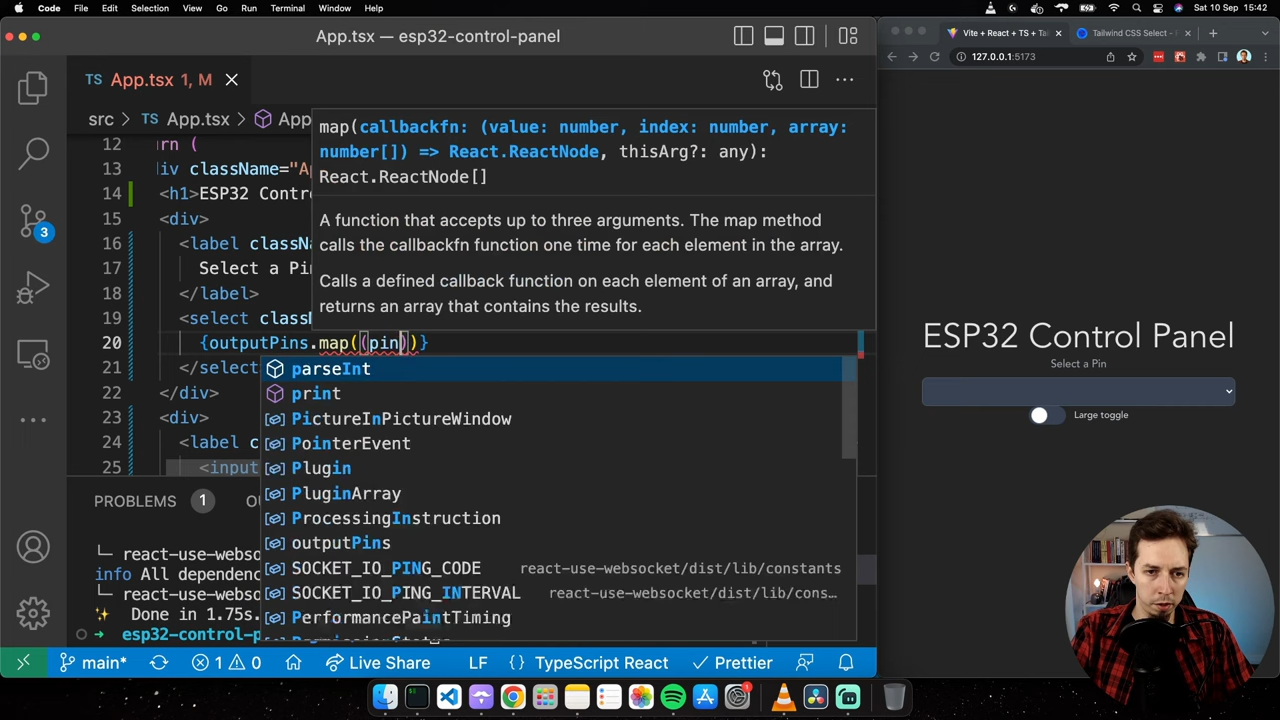 Code File Edit Selection View Go Run Terminal Window Help
Sat 10 Sep 15:42
App.tsx — esp32-control-panel
TS App.tsx 1, M
src > TS App.tsx > App
12 rn (
13 iv className="A
14 <h1>ESP32 Contr
15 <div>
16 <label classNa
17 Select a Pin
18 </label>
19 <select class
20 {outputPins.map((pin))}
21 </select
22 </div>
23 <div>
24 <label c
25 <input
map(callbackfn: (value: number, index: number, array:
number[]) => React.ReactNode, thisArg?: any):
React.ReactNode[]
A function that accepts up to three arguments. The map method
calls the callbackfn function one time for each element in the array.
Calls a defined callback function on each element of an array, and
returns an array that contains the results.
parseInt
print
PictureInPictureWindow
PointerEvent
Plugin
PluginArray
ProcessingInstruction
outputPins
SOCKET_IO_PING_CODE react-use-websocket/dist/lib/constants
SOCKET_IO_PING_INTERVAL react-use-websocket/dist/lib/cons…
PerformancePaintTiming
3
PROBLEMS 1 OU
└─ react-use-webso
info All dependenc
└─ react-use-webso
✨ Done in 1.75s.
➜ esp32-control-p
main* 1 0 Live Share LF {} TypeScript React Prettier
Vite + React + TS + Tai
Tailwind CSS Select - F
127.0.0.1:5173
ESP32 Control Panel
Select a Pin
Large toggle
1